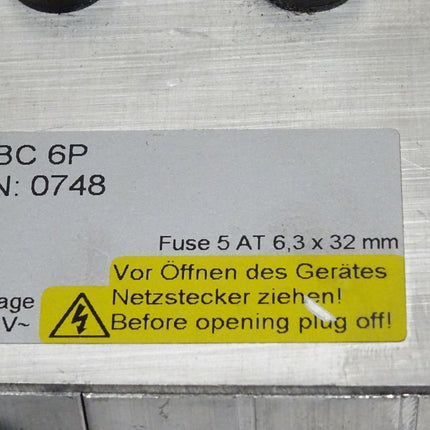 BC 6P
N: 0748
Fuse 5 AT 6,3 x 32 mm
Vor Öffnen des Gerätes
age Netzstecker ziehen!
V~ Before opening plug off!